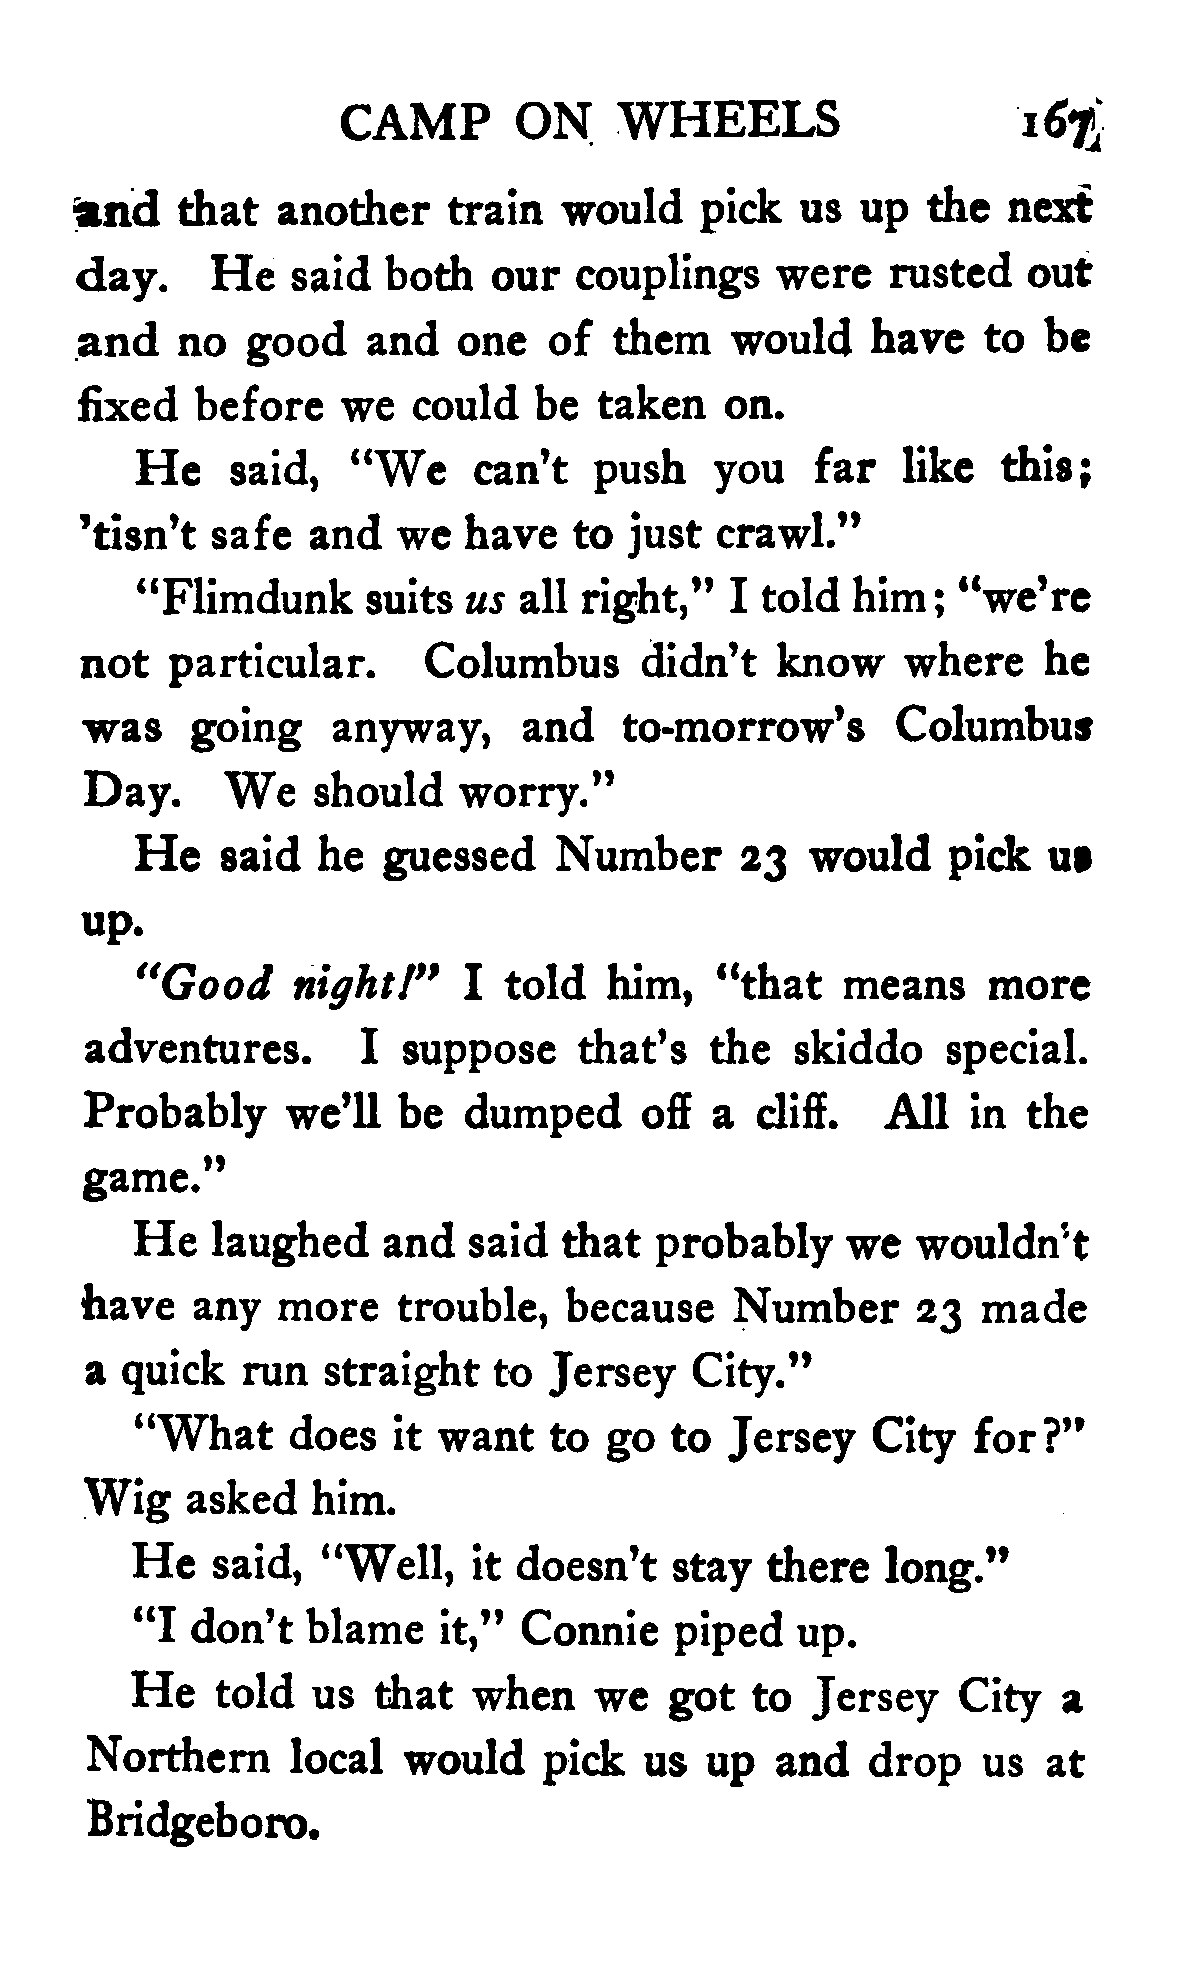 CAMP ON WHEELS 167
and that another train would pick us up the next
day. He said both our couplings were rusted out
and no good and one of them would have to be
fixed before we could be taken on.
He said, "We can't push you far like this;
'tisn't safe and we have to just crawl."
"Flimdunk suits us all right," I told him; "we're
not particular. Columbus didn't know where he
was going anyway, and to-morrow's Columbus
Day. We should worry."
He said he guessed Number 23 would pick us
up.
"Good night!" I told him, "that means more
adventures. I suppose that's the skiddo special.
Probably we'll be dumped off a cliff. All in the
game."
He laughed and said that probably we wouldn't
have any more trouble, because Number 23 made
a quick run straight to Jersey City."
"What does it want to go to Jersey City for?"
Wig asked him.
He said, "Well, it doesn't stay there long."
"I don't blame it," Connie piped up.
He told us that when we got to Jersey City a
Northern local would pick us up and drop us at
Bridgeboro.